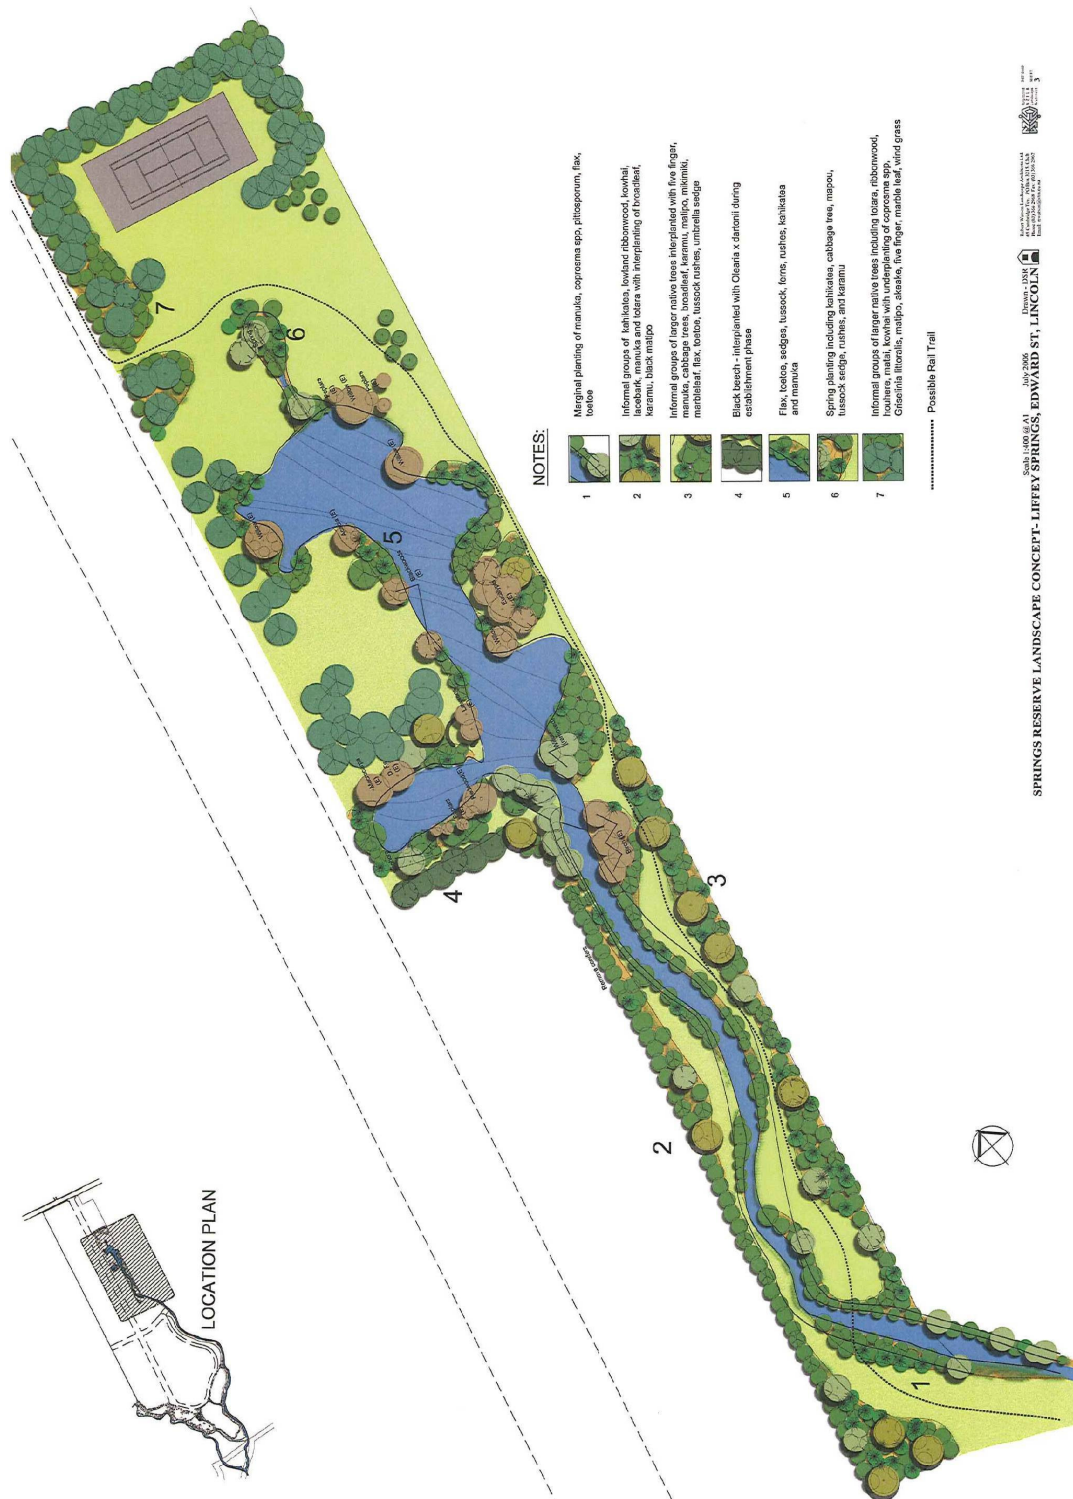 NOTES:
1
Marginal planting of manuka, coprosma spp, pittosporum, flax,
toetoe
2
Informal groups of kahikatea, lowland ribbonwood, kowhai,
lacebark, manuka and totara with interplanting of broadleaf,
karamu, black matipo
3
Informal groups of larger native trees interplanted with five finger,
manuka, cabbage trees, broadleaf, karamu, matipo, mikimiki,
marbleleaf, flax, toetoe, tussock rushes, umbrella sedge
4
Black beech - interplanted with Olearia x dartonii during
establishment phase
5
Flax, toetoe, sedges, tussock, ferns, rushes, kahikatea
and manuka
6
Spring planting including kahikatea, cabbage tree, mapou,
tussock sedge, rushes, and karamu
7
Informal groups of larger native trees including totara, ribbonwood,
houhere, matai, kowhai with underplanting of coprosma spp,
Griselinia littoralis, matipo, akeake, five finger, marble leaf, wind grass
Possible Rail Trail
LOCATION PLAN
1
2
3
4
5
6
7
Scale 1:400 @ A1 July 2006 Drawn - DSR
SPRINGS RESERVE LANDSCAPE CONCEPT- LIFFEY SPRINGS, EDWARD ST, LINCOLN
3